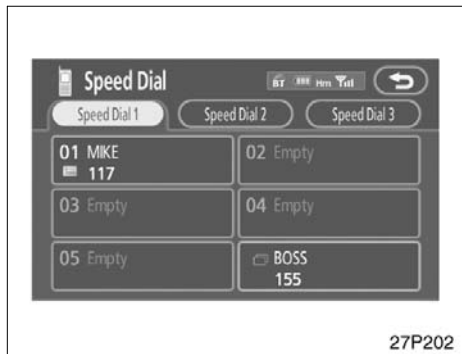 Speed Dial
BT Hm
Speed Dial 1 Speed Dial 2 Speed Dial 3
01 MIKE 02 Empty
117
03 Empty 04 Empty
05 Empty BOSS
155
27P202